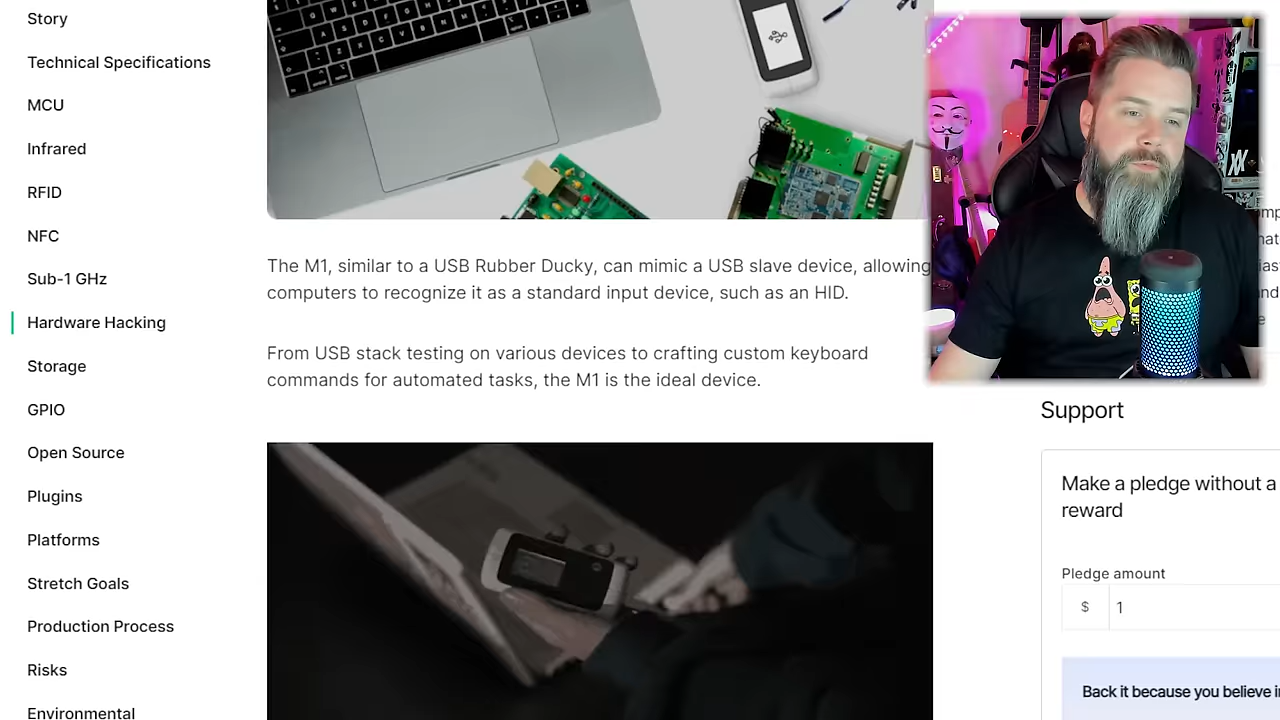 Story
Technical Specifications
MCU
Infrared
RFID
NFC
Sub-1 GHz
Hardware Hacking
Storage
GPIO
Open Source
Plugins
Platforms
Stretch Goals
Production Process
Risks
Environmental
The M1, similar to a USB Rubber Ducky, can mimic a USB slave device, allowing
computers to recognize it as a standard input device, such as an HID.
From USB stack testing on various devices to crafting custom keyboard
commands for automated tasks, the M1 is the ideal device.
Support
Make a pledge without a
reward
Pledge amount
$ 1
Back it because you believe in